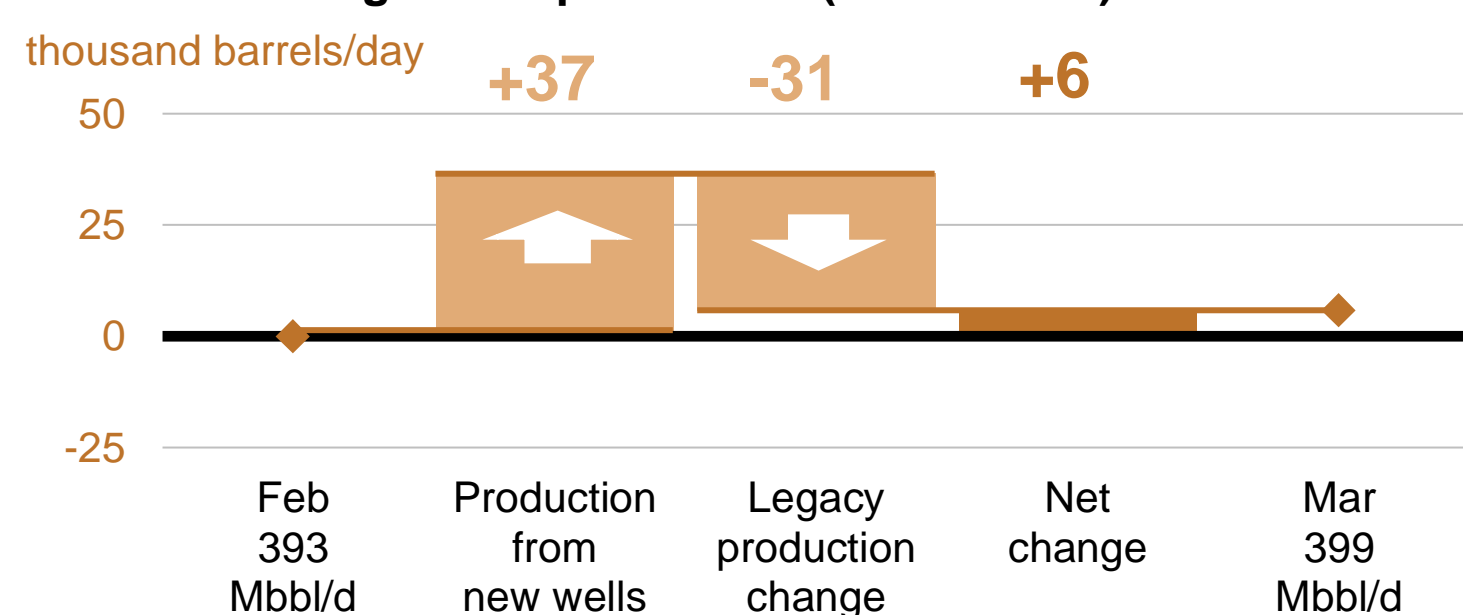 thousand barrels/day
+37
-31
+6
50
25
0
-25
Feb
393
Mbbl/d
Production
from
new wells
Legacy
production
change
Net
change
Mar
399
Mbbl/d